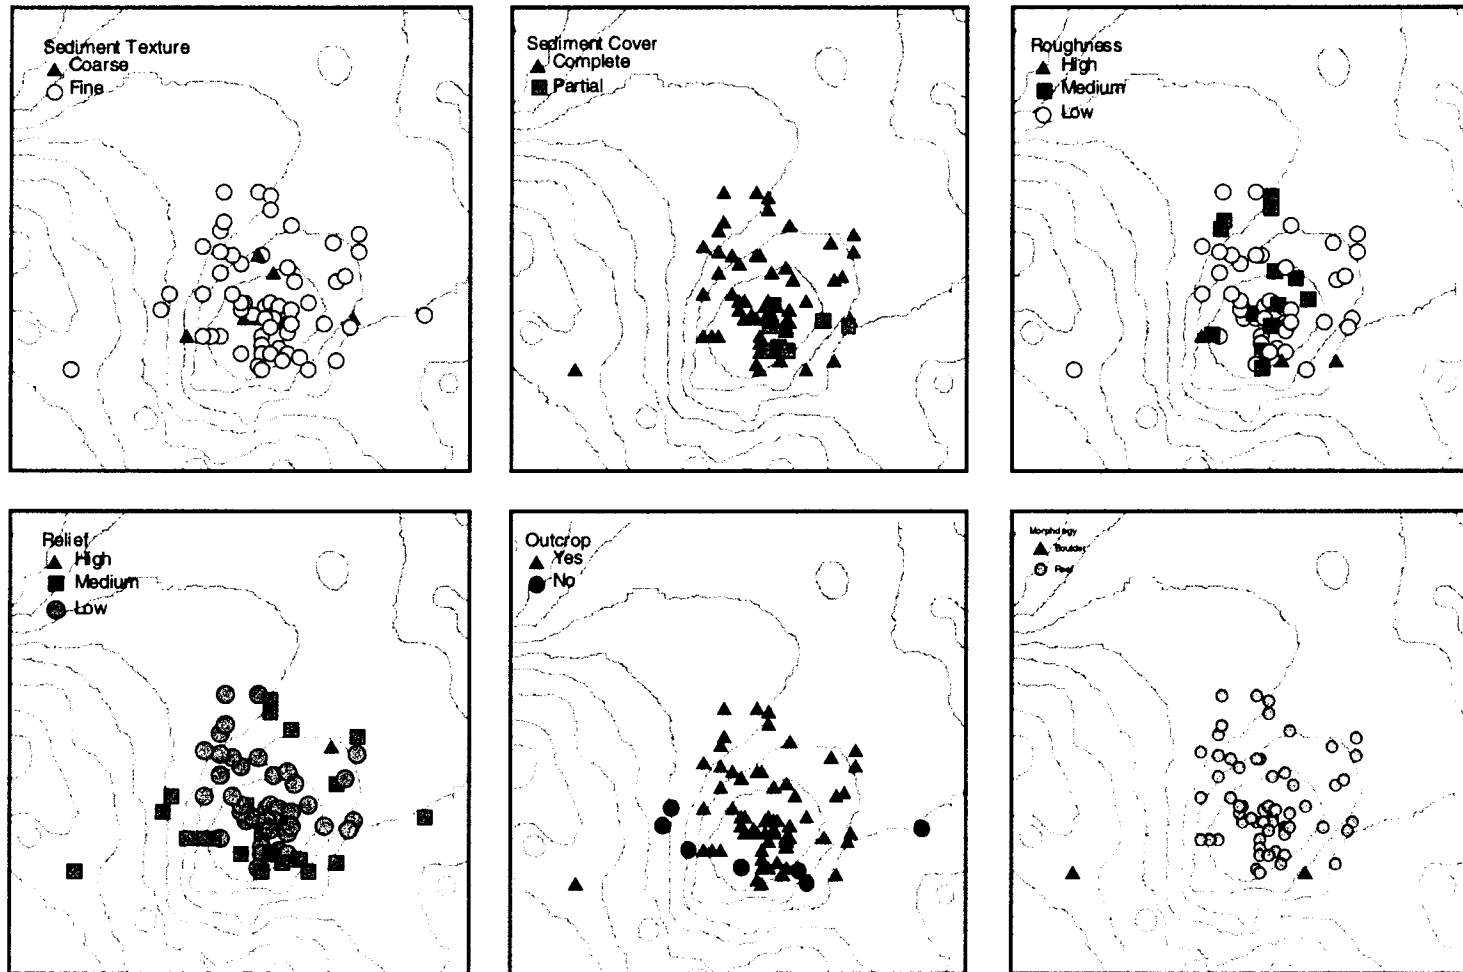 Sediment Texture
Coarse
Fine
Sediment Cover
Complete
Partial
Roughness
High
Medium
Low
Relief
High
Medium
Low
Outcrop
Yes
No
Morphology
Boulder
Reef